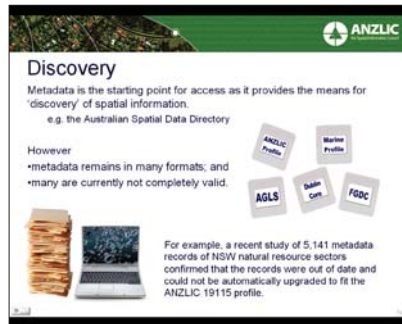 ANZLIC
the Spatial Information Council
Discovery
Metadata is the starting point for access as it provides the means for
'discovery' of spatial information.
e.g. the Australian Spatial Data Directory
However
•metadata remains in many formats; and
•many are currently not completely valid.
ANZLIC
Profile
Marine
Profile
AGLS
Dublin
Core
FGDC
For example, a recent study of 5,141 metadata
records of NSW natural resource sectors
confirmed that the records were out of date and
could not be automatically upgraded to fit the
ANZLIC 19115 profile.